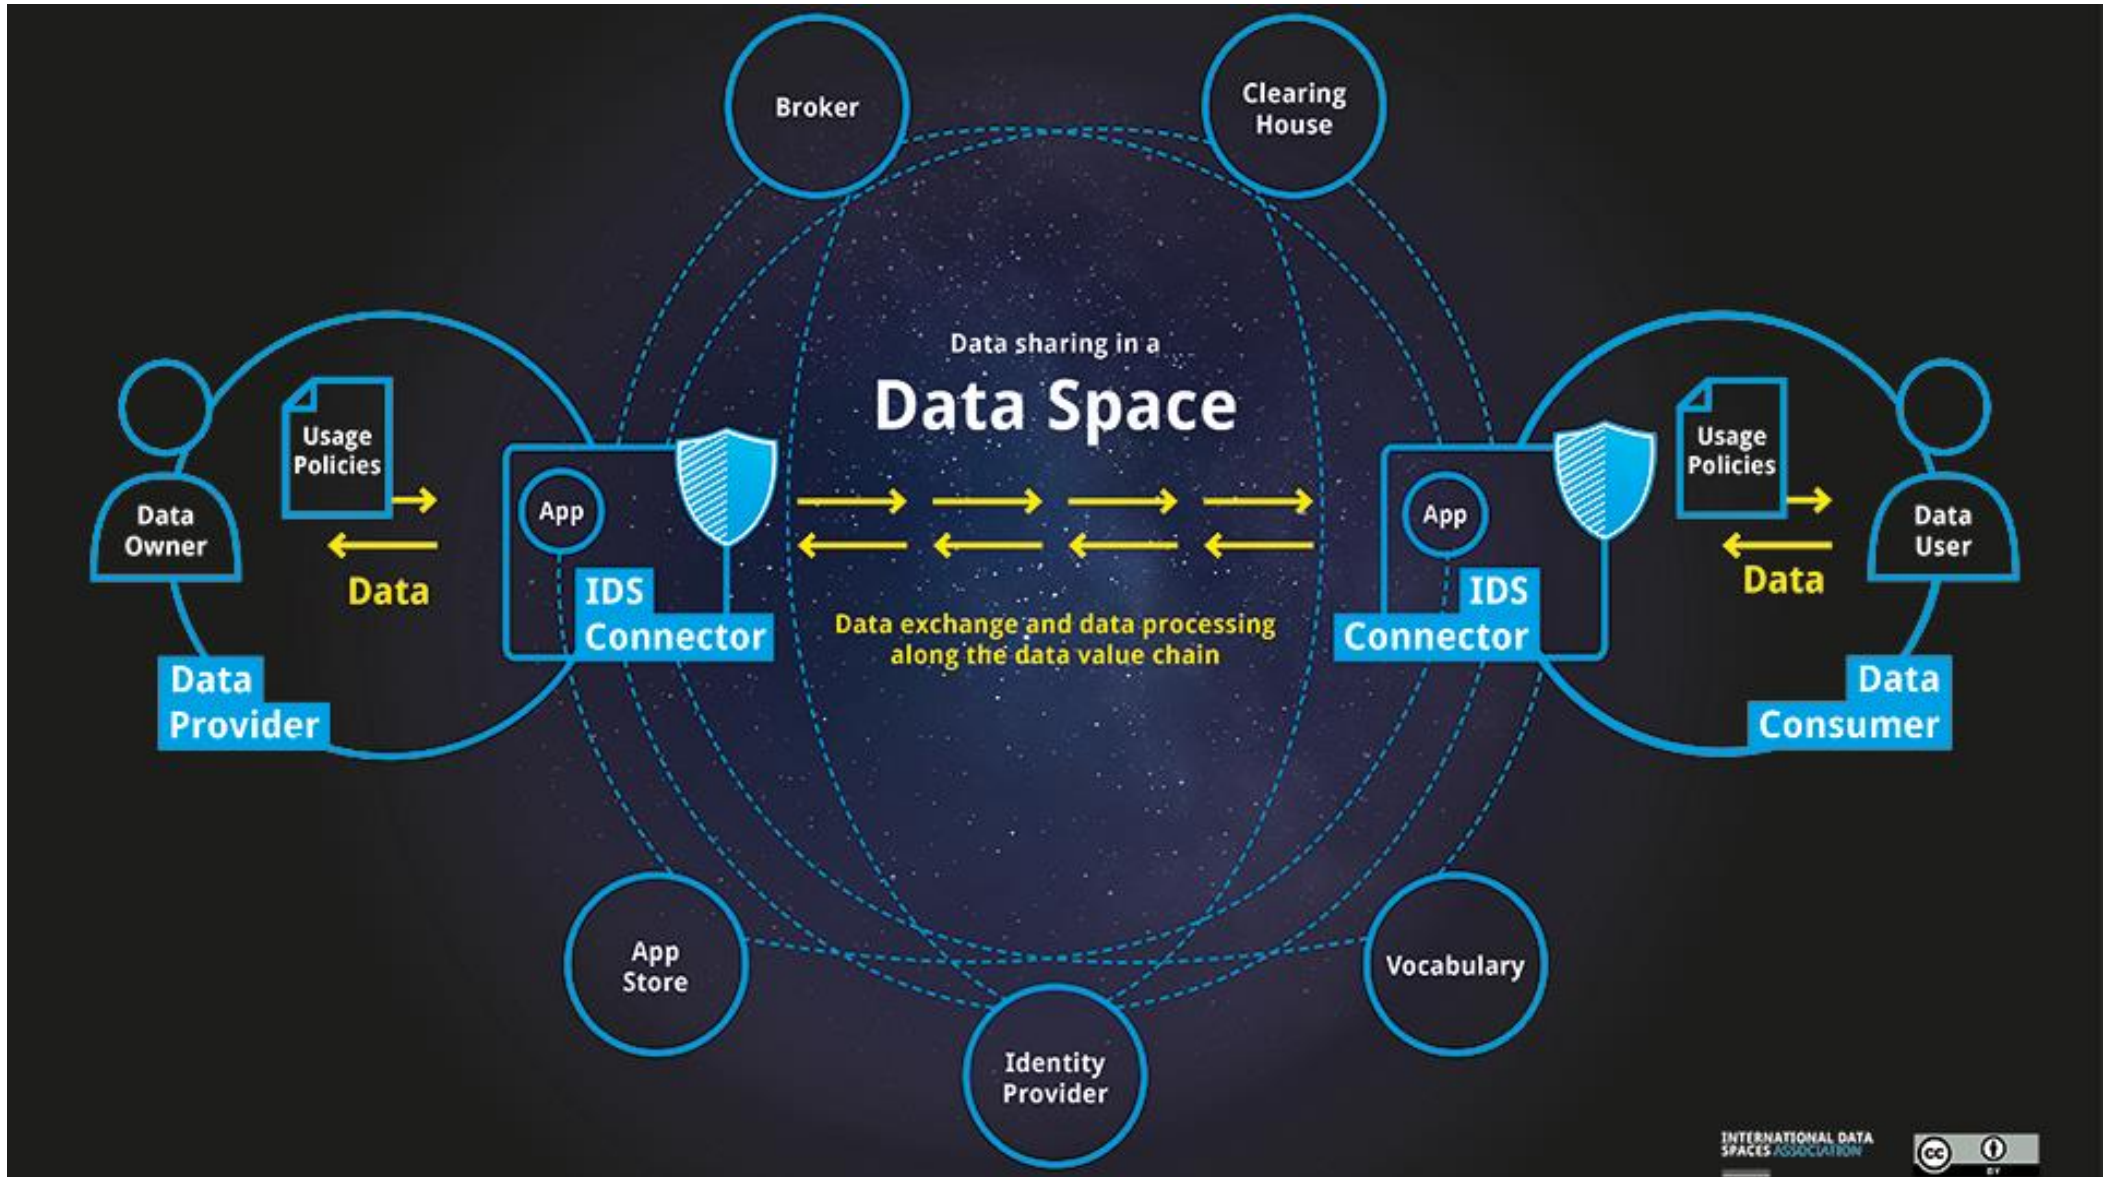 Broker
Clearing
House
Data sharing in a
Data Space
Usage
Policies
Data
Owner
Data
App
IDS
Connector
Data
Provider
Data exchange and data processing
along the data value chain
App
IDS
Connector
Usage
Policies
Data
User
Data
Data
Consumer
App
Store
Identity
Provider
Vocabulary
INTERNATIONAL DATA
SPACES ASSOCIATION
cc
BY